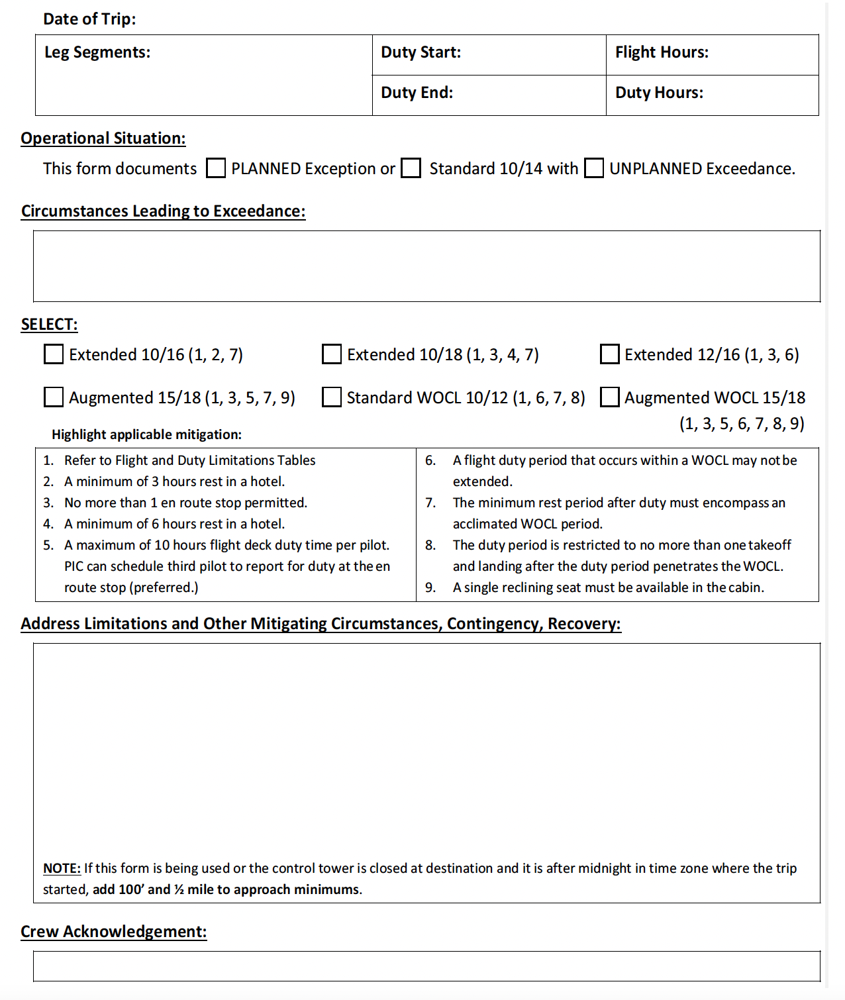 Date of Trip:
Leg Segments:
Duty Start:
Flight Hours:
Duty End:
Duty Hours:
Operational Situation:
This form documents PLANNED Exception or Standard 10/14 with UNPLANNED Exceedance.
Circumstances Leading to Exceedance:
SELECT:
Extended 10/16 (1, 2, 7)
Extended 10/18 (1, 3, 4, 7)
Extended 12/16 (1, 3, 6)
Augmented 15/18 (1, 3, 5, 7, 9)
Standard WOCL 10/12 (1, 6, 7, 8)
Augmented WOCL 15/18
(1, 3, 5, 6, 7, 8, 9)
Highlight applicable mitigation:
1. Refer to Flight and Duty Limitations Tables
2. A minimum of 3 hours rest in a hotel.
3. No more than 1 en route stop permitted.
4. A minimum of 6 hours rest in a hotel.
5. A maximum of 10 hours flight deck duty time per pilot.
PIC can schedule third pilot to report for duty at the en
route stop (preferred.)
6. A flight duty period that occurs within a WOCL may not be
extended.
7. The minimum rest period after duty must encompass an
acclimated WOCL period.
8. The duty period is restricted to no more than one takeoff
and landing after the duty period penetrates the WOCL.
9. A single reclining seat must be available in the cabin.
Address Limitations and Other Mitigating Circumstances, Contingency, Recovery:
NOTE: If this form is being used or the control tower is closed at destination and it is after midnight in time zone where the trip
started, add 100’ and ½ mile to approach minimums.
Crew Acknowledgement: